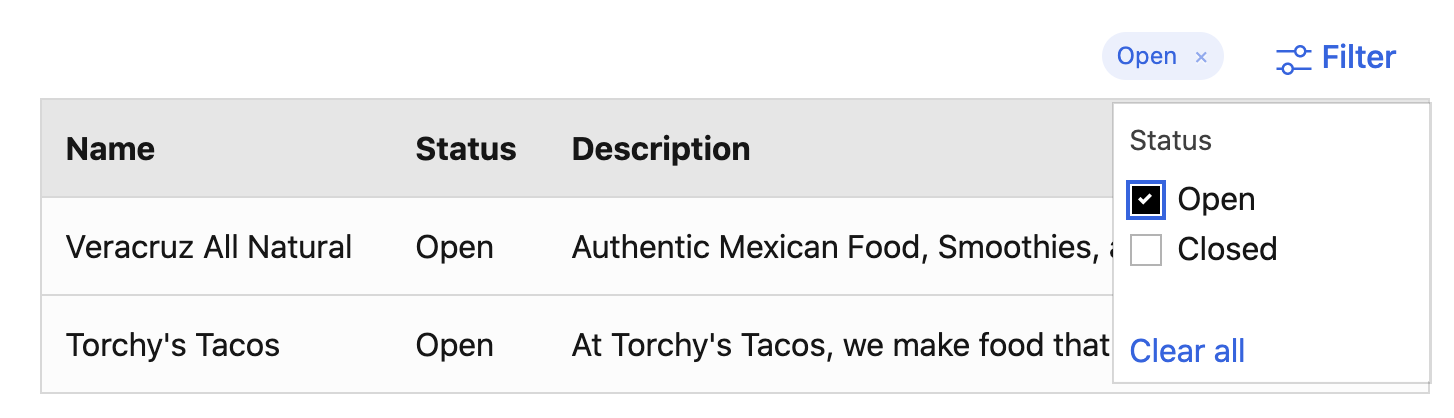 Open × Filter
Name Status Description
Status
Open
Closed
Veracruz All Natural Open Authentic Mexican Food, Smoothies,
Torchy's Tacos Open At Torchy's Tacos, we make food that
Clear all